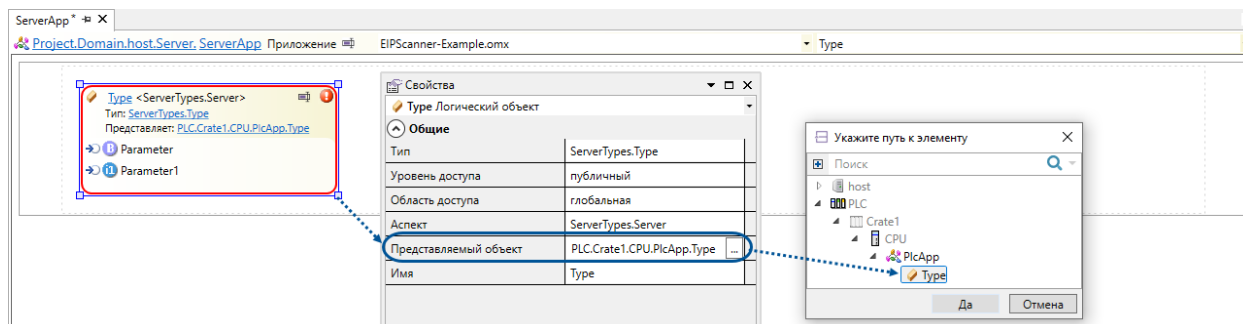 ServerApp*
Project.Domain.host.Server. ServerApp Приложение EIPScanner-Example.omx Type
Type <ServerTypes.Server>
Тип: ServerTypes.Type
Представляет: PLC.Crate1.CPU.PlcApp.Type
B Parameter
i1 Parameter1
Свойства
Type Логический объект
Общие
Тип ServerTypes.Type
Уровень доступа публичный
Область доступа глобальная
Аспект ServerTypes.Server
Представляемый объект PLC.Crate1.CPU.PlcApp.Type ...
Имя Type
Укажите путь к элементу
Поиск
host
PLC
Crate1
CPU
PlcApp
Type
Да Отмена